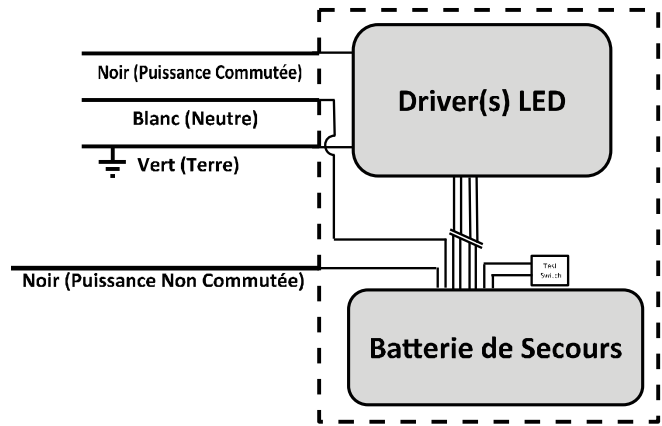 Noir (Puissance Commutée)
Driver(s) LED
Blanc (Neutre)
Vert (Terre)
Test
Switch
Noir (Puissance Non Commutée)
Batterie de Secours